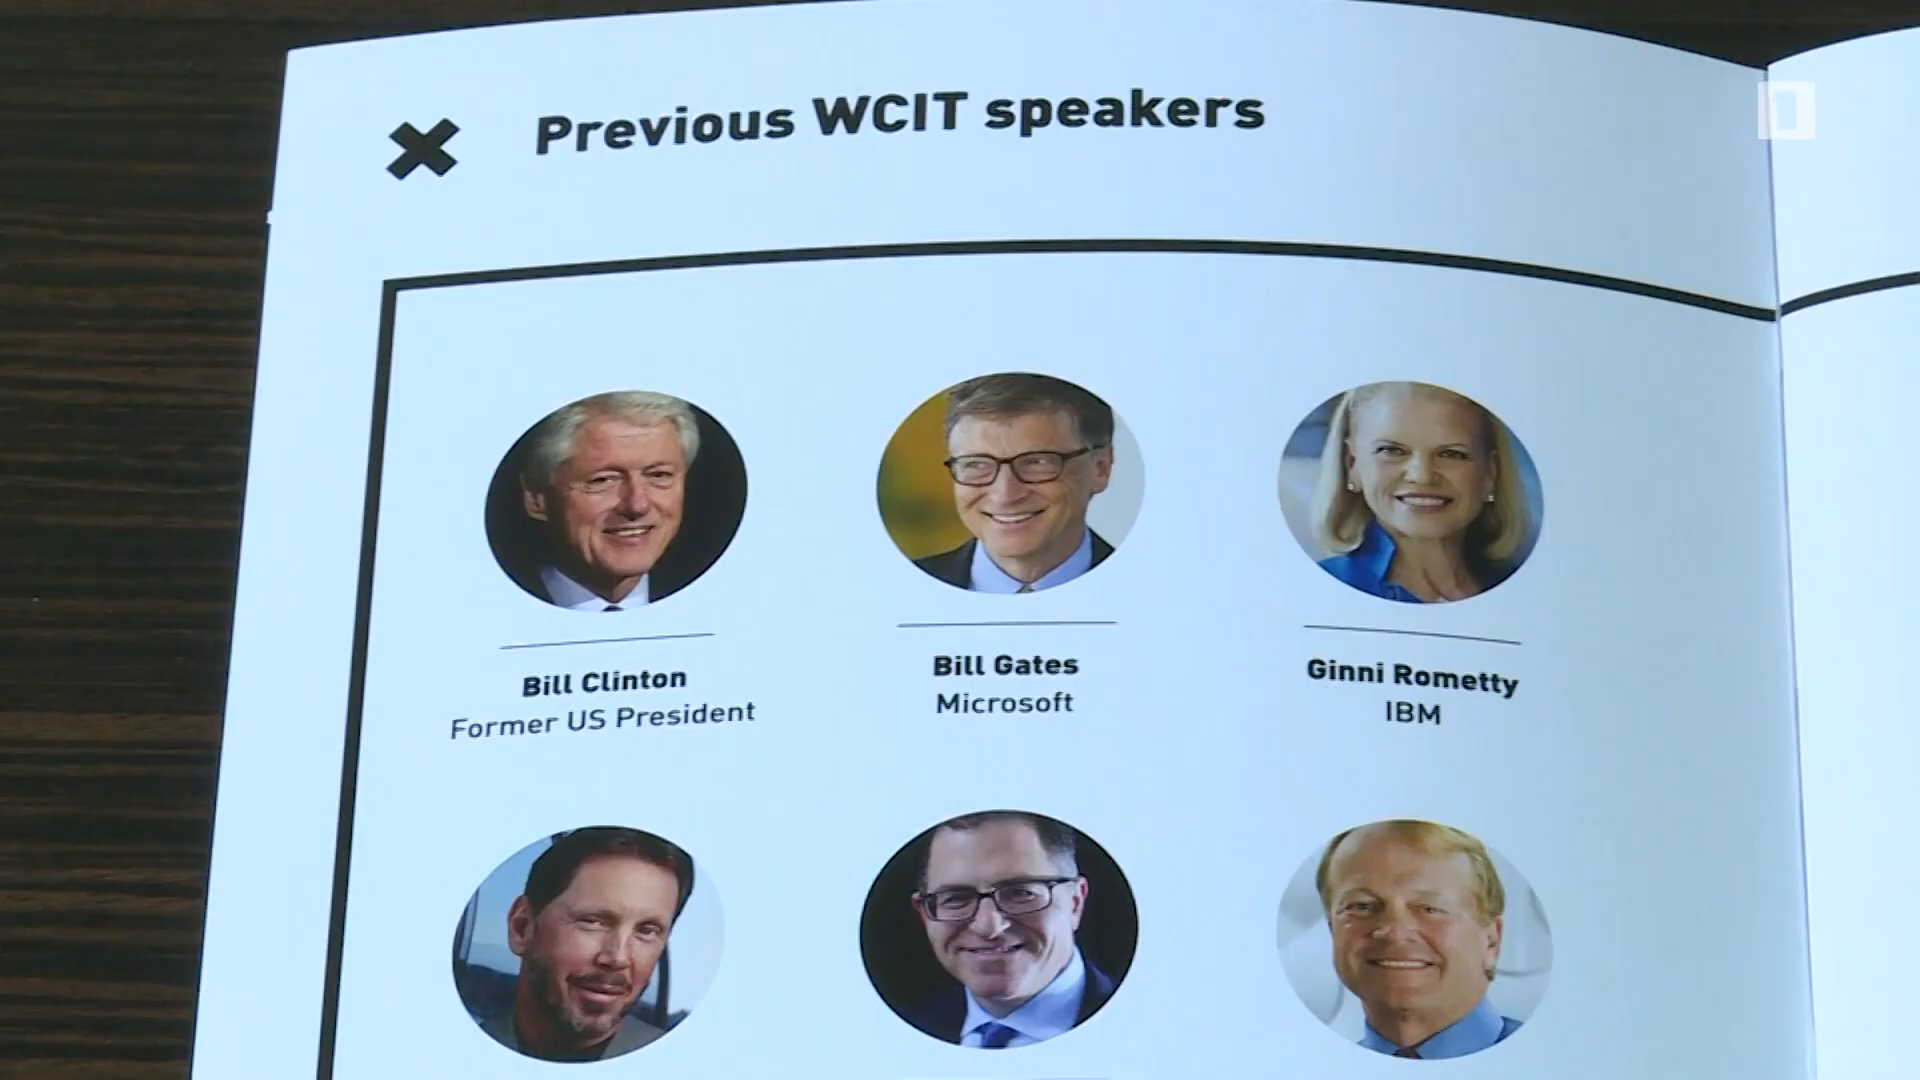 Previous WCIT speakers
Bill Clinton
Former US President
Bill Gates
Microsoft
Ginni Rometty
IBM